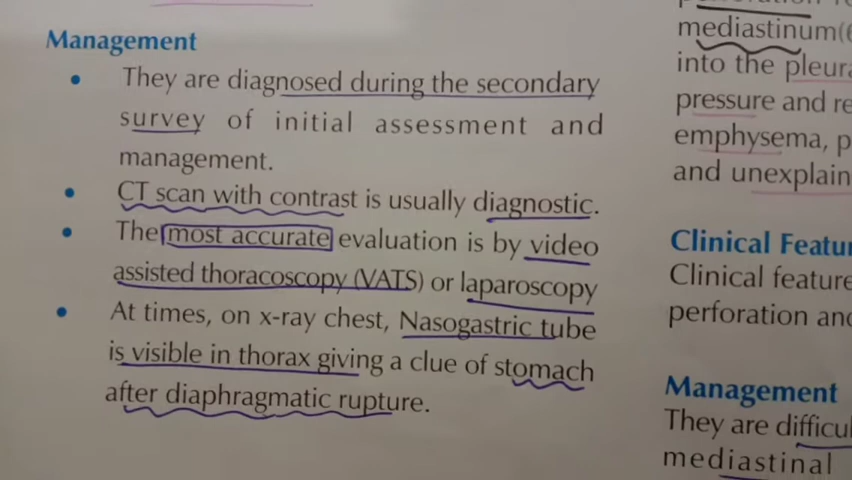 Management
• They are diagnosed during the secondary
survey of initial assessment and
management.
• CT scan with contrast is usually diagnostic.
• The most accurate evaluation is by video
assisted thoracoscopy (VATS) or laparoscopy
• At times, on x-ray chest, Nasogastric tube
is visible in thorax giving a clue of stomach
after diaphragmatic rupture.
mediastinum(
into the pleura
pressure and re
emphysema, p
and unexplain
Clinical Featur
Clinical feature
perforation and
Management
They are difficul
mediastinal